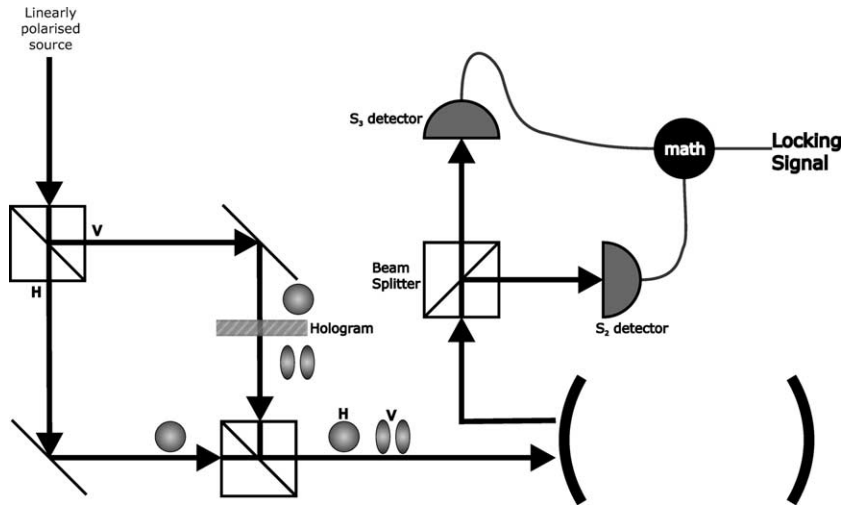 Linearly
polarised
source
V
H
Hologram
H
V
S₃ detector
Beam
Splitter
S₂ detector
math
Locking
Signal